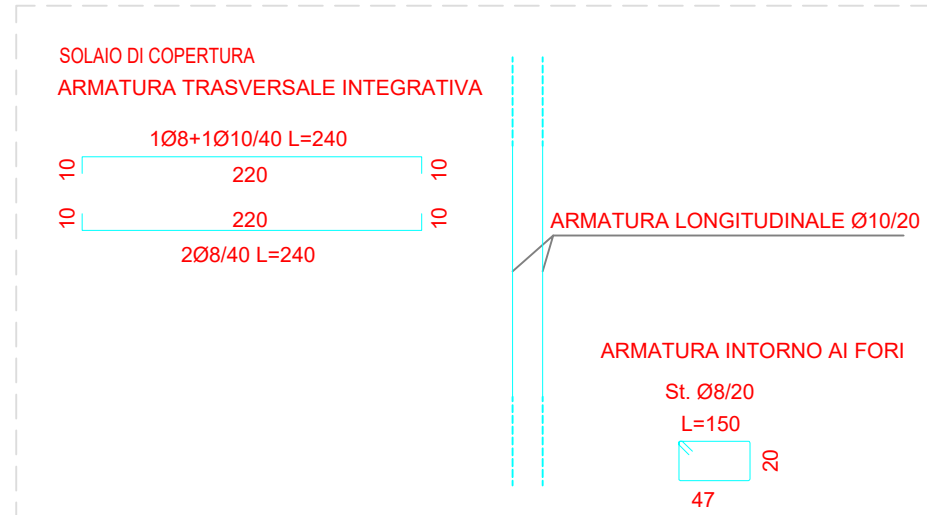 SOLAIO DI COPERTURA
ARMATURA TRASVERSALE INTEGRATIVA
1Ø8+1Ø10/40 L=240
10
220
10
10
220
10
2Ø8/40 L=240
ARMATURA LONGITUDINALE Ø10/20
ARMATURA INTORNO AI FORI
St. Ø8/20
L=150
20
47